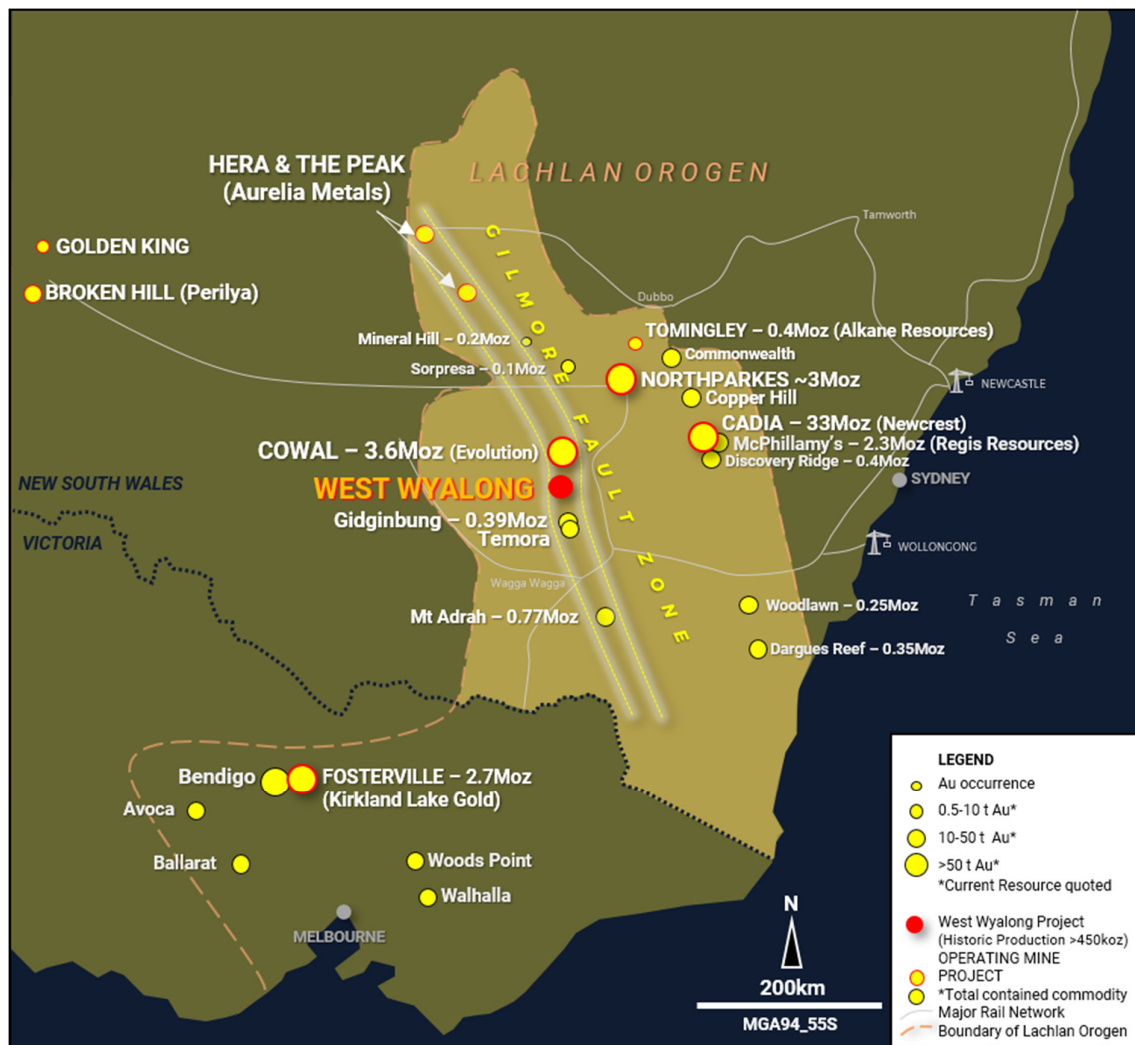 LACHLAN OROGEN
HERA & THE PEAK
(Aurelia Metals)
Tamworth
GOLDEN KING
BROKEN HILL (Perilya)
GILMORE FAULT ZONE
Dubbo
TOMINGLEY – 0.4Moz (Alkane Resources)
Mineral Hill – 0.2Moz
Commonwealth
Sorpresa – 0.1Moz
NORTHPARKES ~3Moz
NEWCASTLE
Copper Hill
CADIA – 33Moz (Newcrest)
McPhillamy's – 2.3Moz (Regis Resources)
COWAL – 3.6Moz (Evolution)
Discovery Ridge – 0.4Moz
SYDNEY
NEW SOUTH WALES
WEST WYALONG
Gidginbung – 0.39Moz
Temora
VICTORIA
WOLLONGONG
Wagga Wagga
Tasman
Sea
Woodlawn – 0.25Moz
Mt Adrah – 0.77Moz
Dargues Reef – 0.35Moz
Bendigo
FOSTERVILLE – 2.7Moz
(Kirkland Lake Gold)
Avoca
Ballarat
Woods Point
Walhalla
MELBOURNE
N
200km
MGA94_55S
LEGEND
Au occurrence
0.5-10 t Au*
10-50 t Au*
>50 t Au*
*Current Resource quoted
West Wyalong Project
(Historic Production >450koz)
OPERATING MINE
PROJECT
*Total contained commodity
Major Rail Network
Boundary of Lachlan Orogen